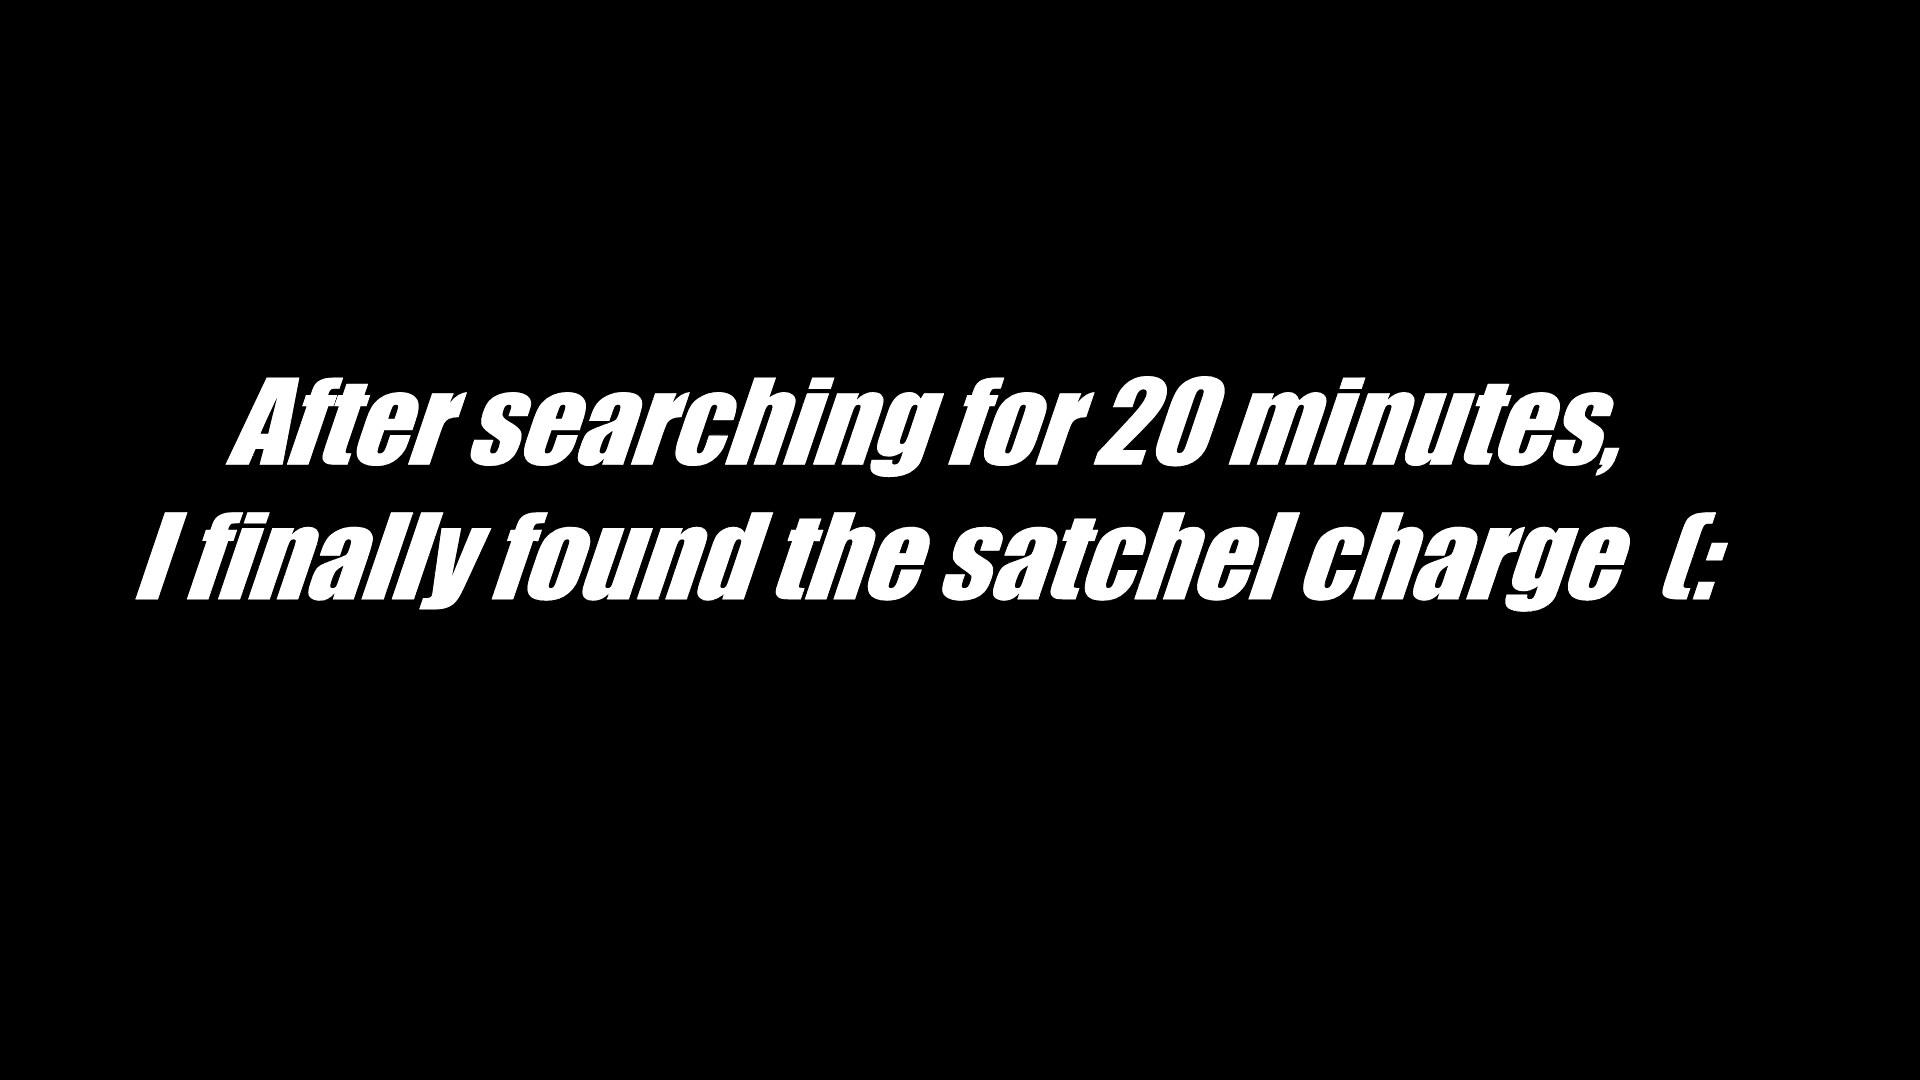 After searching for 20 minutes,
I finally found the satchel charge  (: